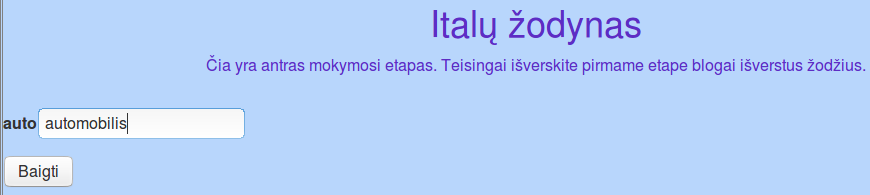 Italų žodynas
Čia yra antras mokymosi etapas. Teisingai išverskite pirmame etape blogai išverstus žodžius.
auto automobilis
Baigti